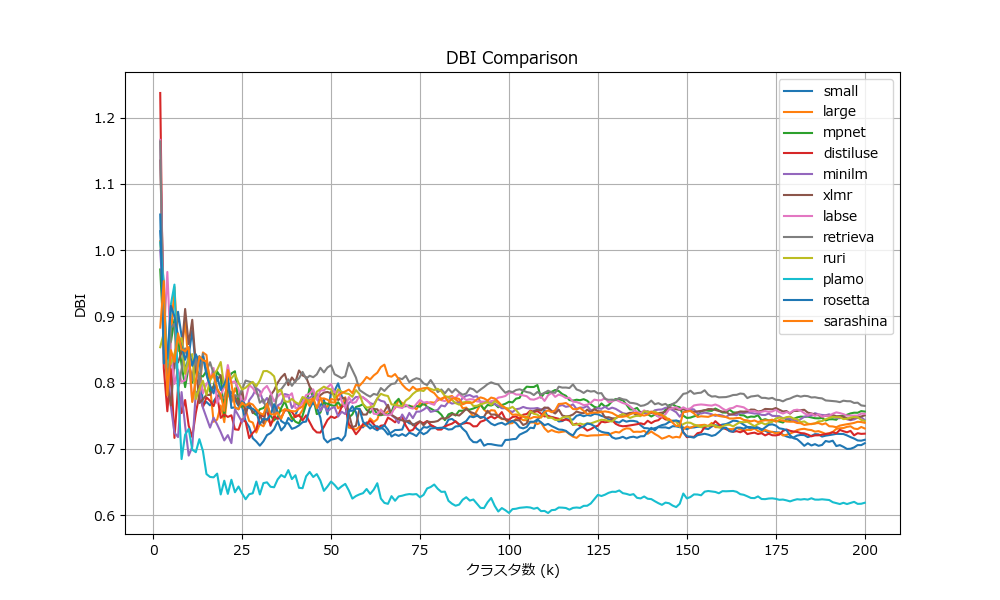 DBI Comparison
1.2
1.1
1.0
0.9
0.8
0.7
0.6
DBI
0
25
50
75
100
125
150
175
200
クラスタ数 (k)
small
large
mpnet
distiluse
minilm
xlmr
labse
retrieva
ruri
plamo
rosetta
sarashina